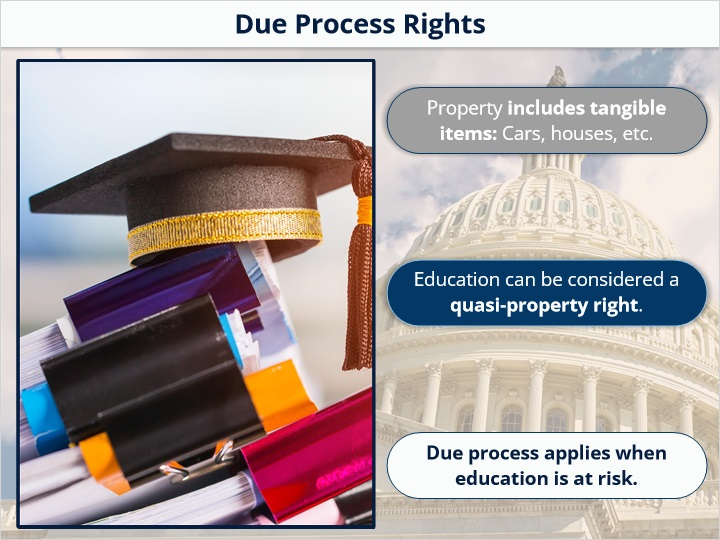 Due Process Rights
Property includes tangible
items: Cars, houses, etc.
Education can be considered a
quasi-property right.
Due process applies when
education is at risk.